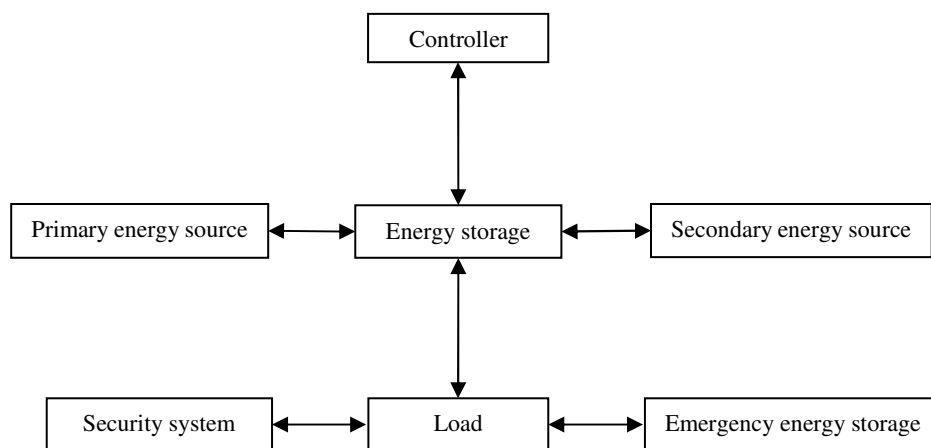 Controller
Primary energy source
Energy storage
Secondary energy source
Security system
Load
Emergency energy storage